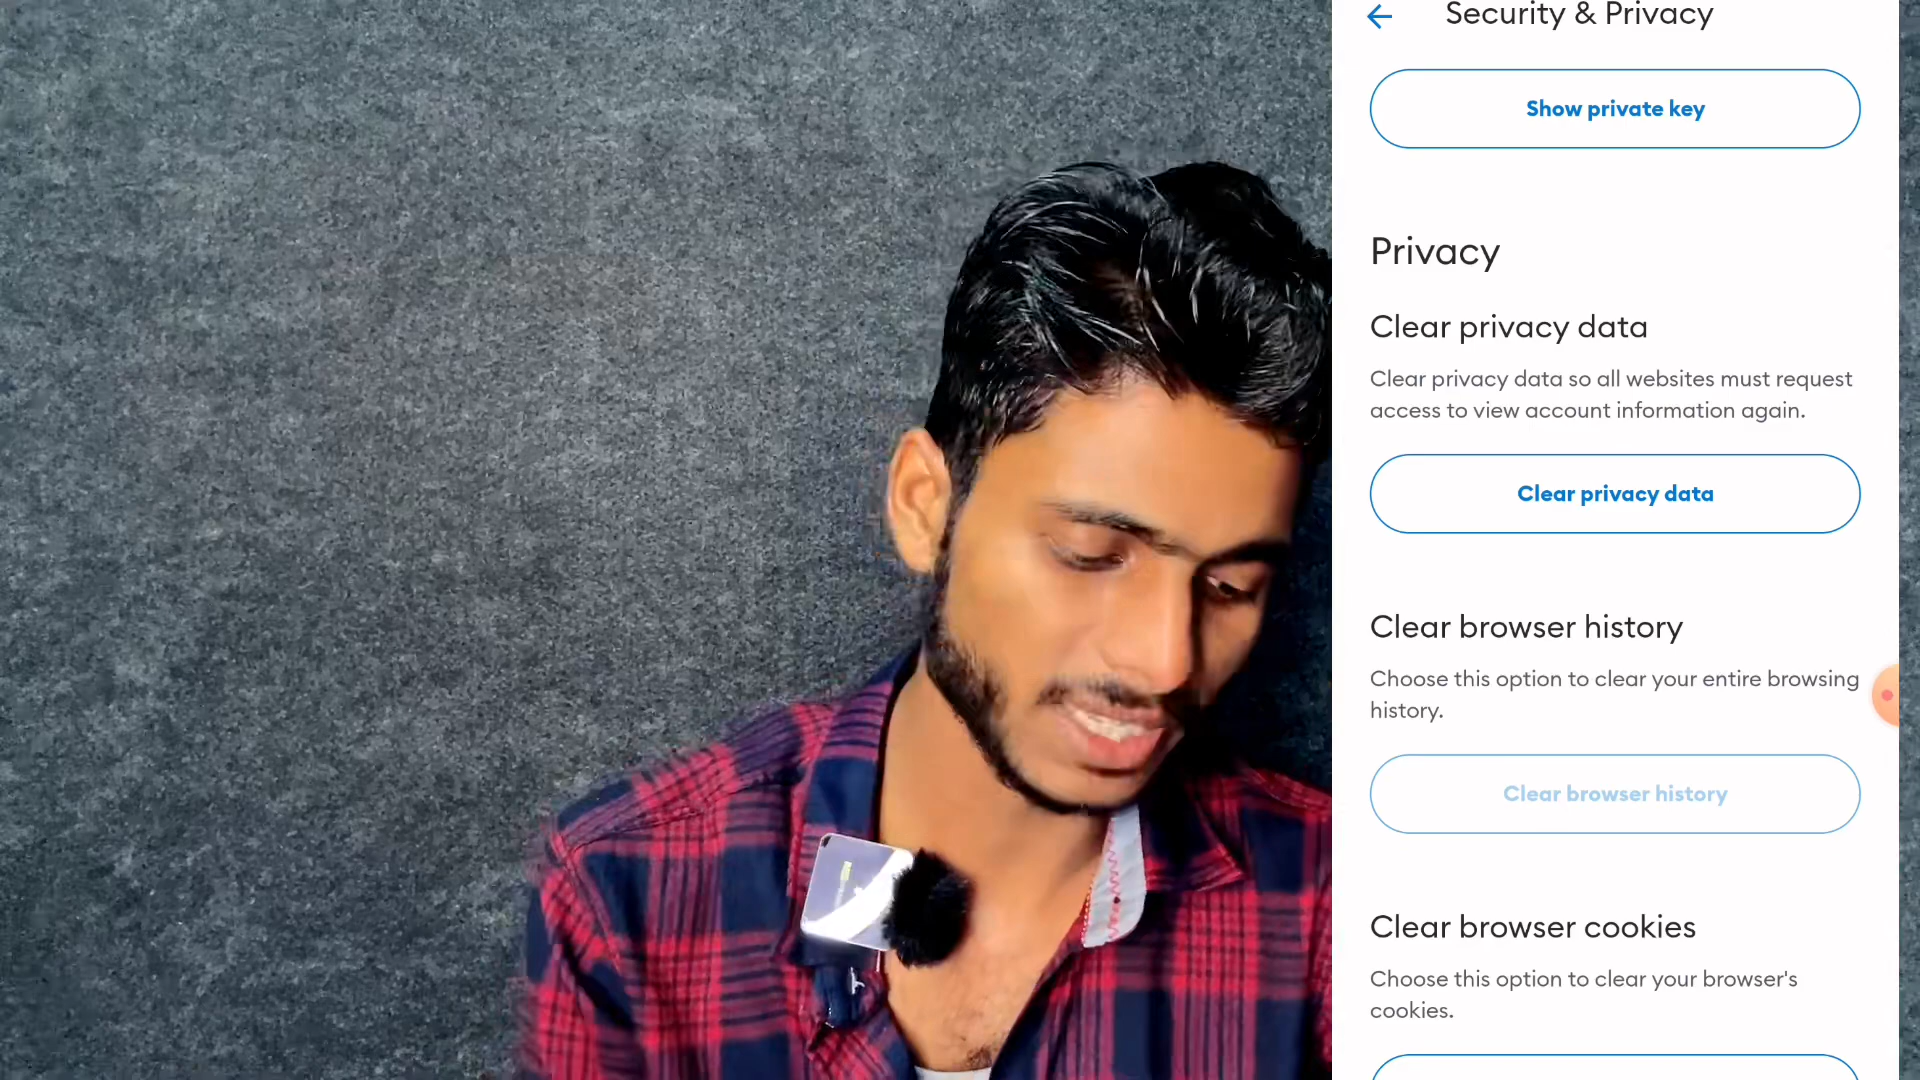 Security & Privacy
Show private key
Privacy
Clear privacy data
Clear privacy data so all websites must request
access to view account information again.
Clear privacy data
Clear browser history
Choose this option to clear your entire browsing
history.
Clear browser history
Clear browser cookies
Choose this option to clear your browser's
cookies.